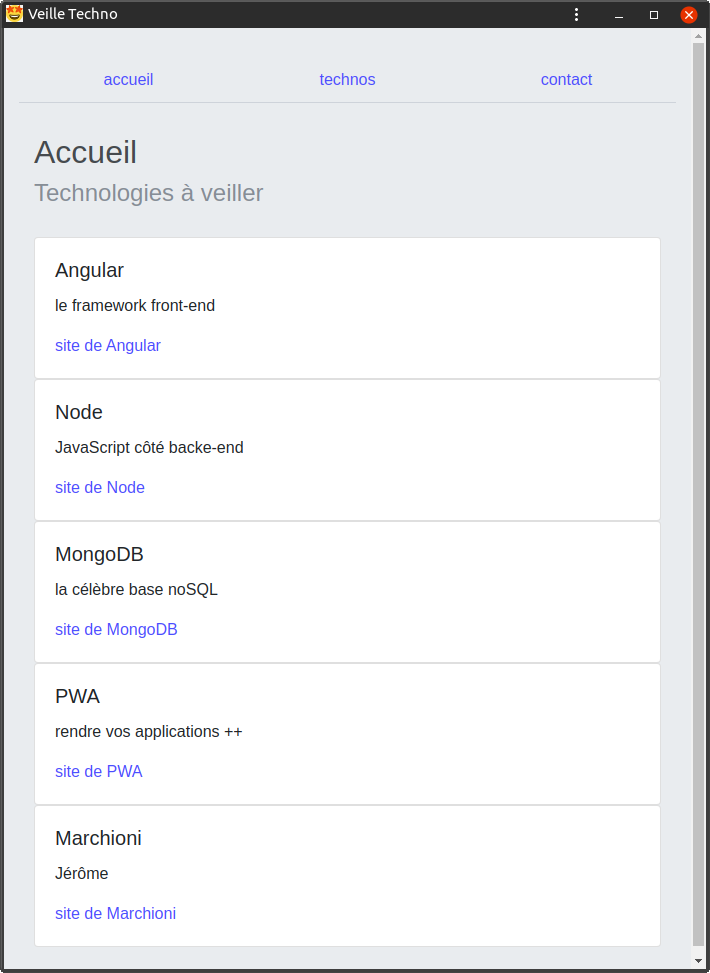 Veille Techno
accueil technos contact
Accueil
Technologies à veiller
Angular
le framework front-end
site de Angular
Node
JavaScript côté backe-end
site de Node
MongoDB
la célèbre base noSQL
site de MongoDB
PWA
rendre vos applications ++
site de PWA
Marchioni
Jérôme
site de Marchioni